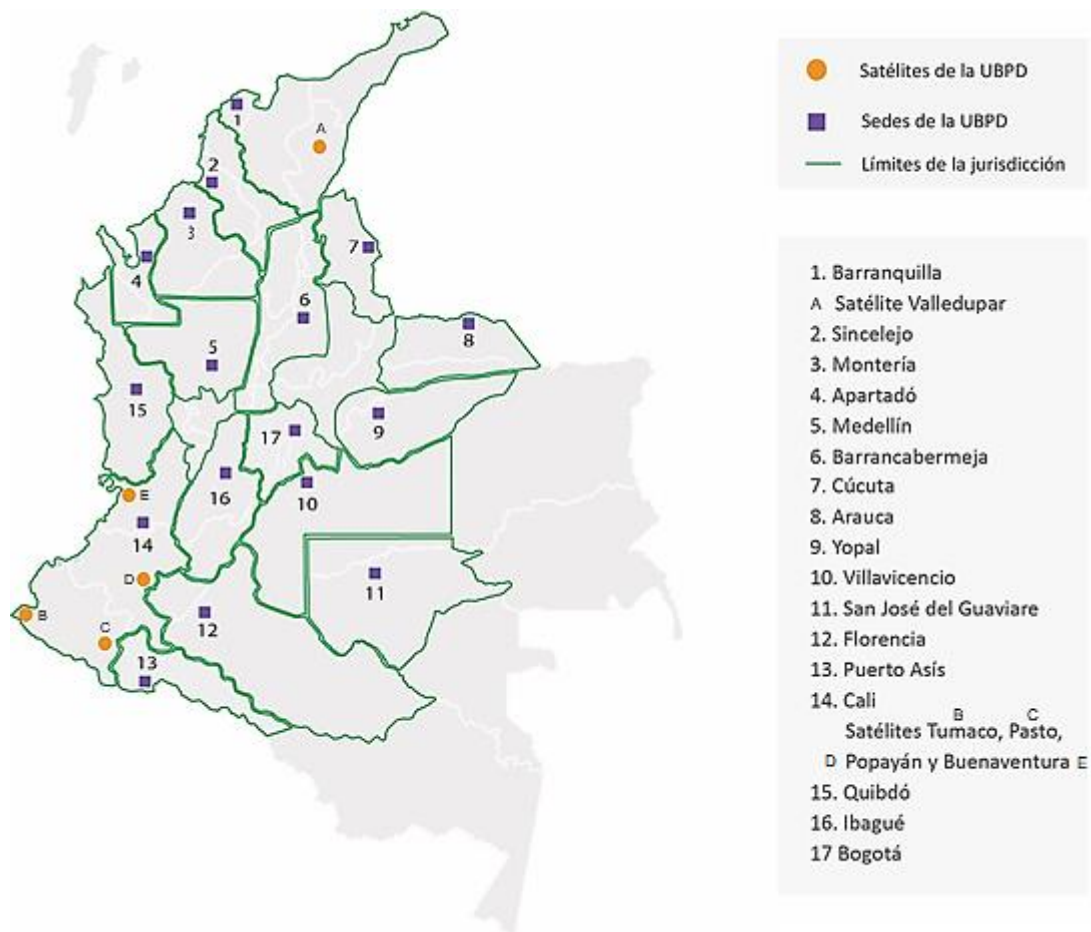 1
A
2
3
4
7
6
8
5
15
9
17
16
10
E
14
D
11
B
12
C
13
Satélites de la UBPD
Sedes de la UBPD
Límites de la jurisdicción
1. Barranquilla
A Satélite Valledupar
2. Sincelejo
3. Montería
4. Apartadó
5. Medellín
6. Barrancabermeja
7. Cúcuta
8. Arauca
9. Yopal
10. Villavicencio
11. San José del Guaviare
12. Florencia
13. Puerto Asís
14. Cali
B C
Satélites Tumaco, Pasto,
D Popayán y Buenaventura E
15. Quibdó
16. Ibagué
17 Bogotá